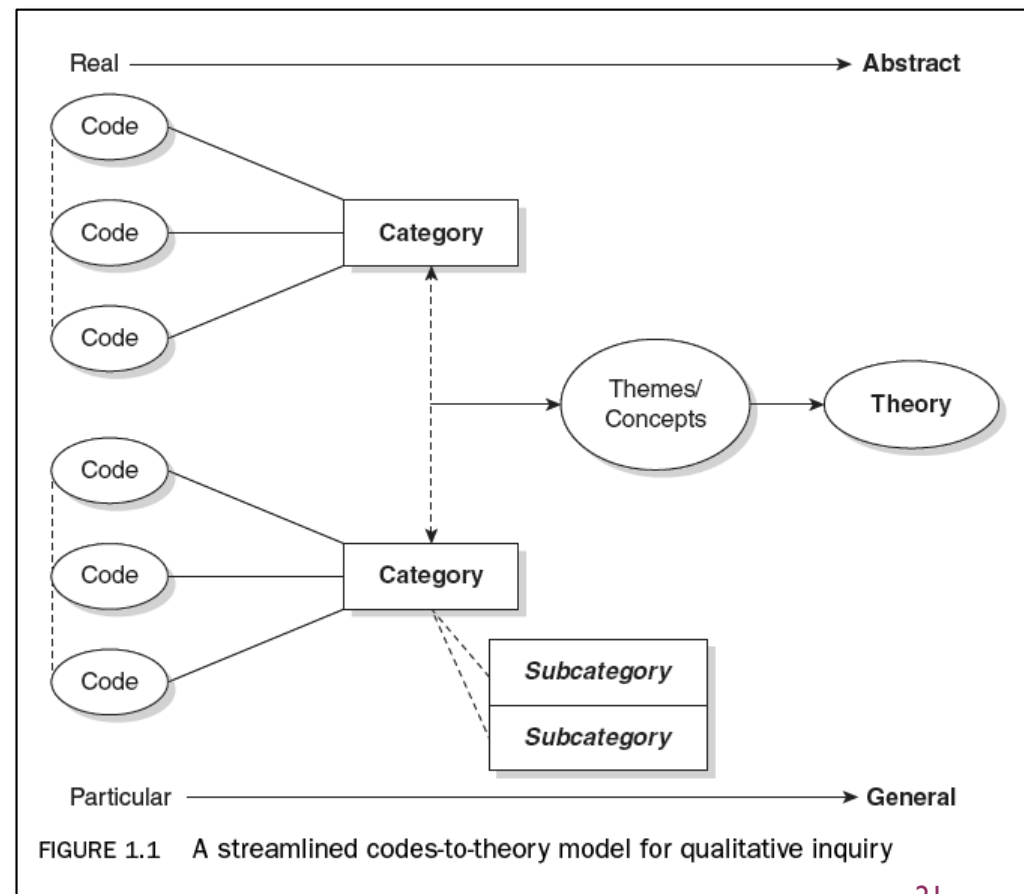 Real
Abstract
Code
Code
Category
Code
Themes/
Concepts
Theory
Code
Code
Category
Code
Subcategory
Subcategory
Particular
General
FIGURE 1.1 A streamlined codes-to-theory model for qualitative inquiry